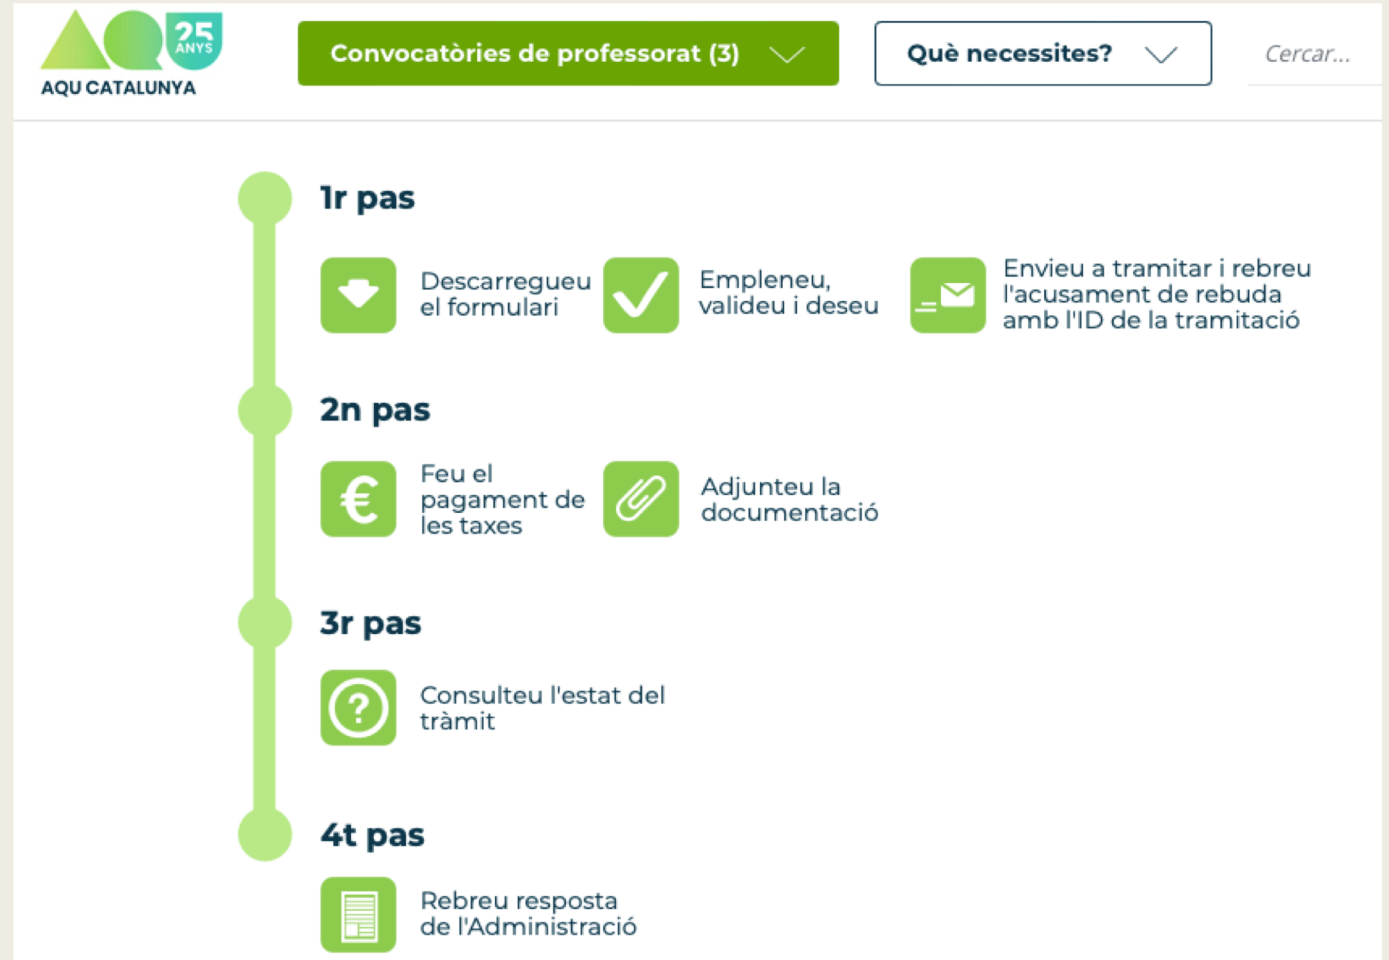 25
ANYS
AQU CATALUNYA
Convocatòries de professorat (3)
Què necessites?
Cercar...
1r pas
Descarregueu
el formulari
Empleneu,
valideu i deseu
Envieu a tramitar i rebreu
l'acusament de rebuda
amb l'ID de la tramitació
2n pas
€
Feu el
pagament de
les taxes
Adjunteu la
documentació
3r pas
?
Consulteu l'estat del
tràmit
4t pas
Rebreu resposta
de l'Administració